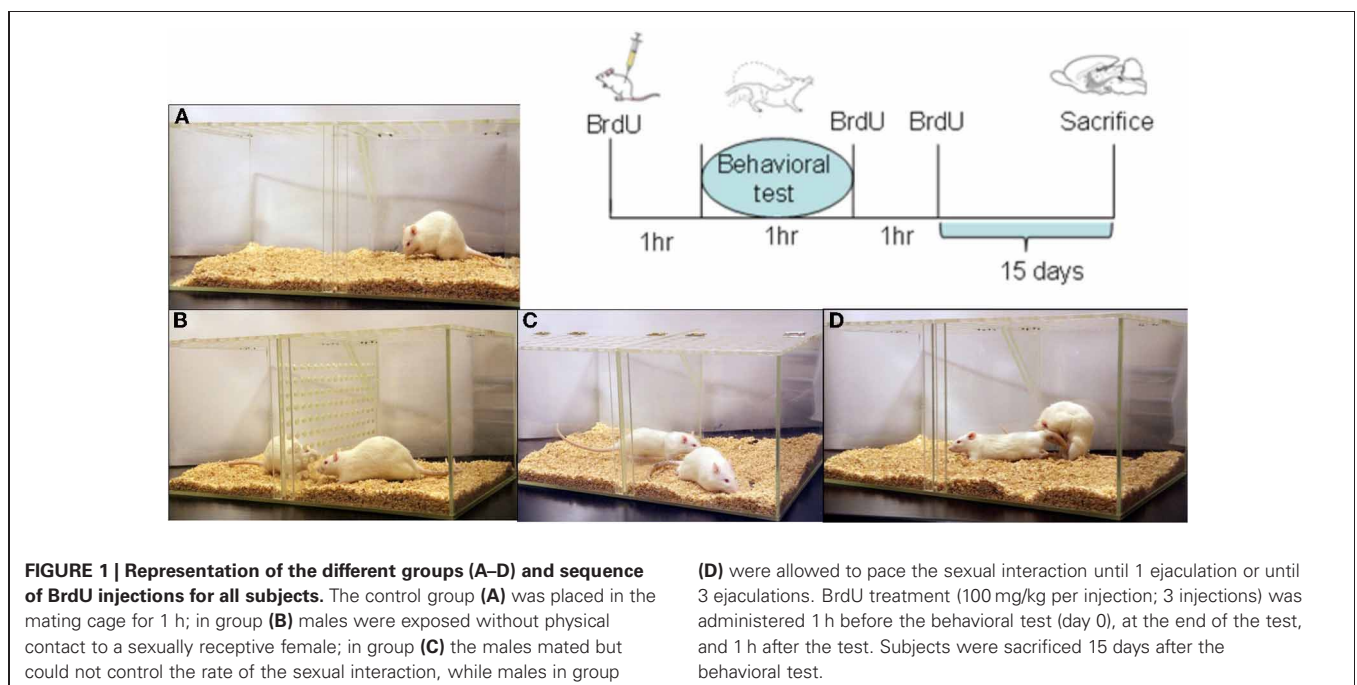 A
BrdU
BrdU
BrdU
Sacrifice
Behavioral
test
1hr
1hr
1hr
15 days
B
C
D
FIGURE 1 | Representation of the different groups (A–D) and sequence
of BrdU injections for all subjects. The control group (A) was placed in the
mating cage for 1 h; in group (B) males were exposed without physical
contact to a sexually receptive female; in group (C) the males mated but
could not control the rate of the sexual interaction, while males in group
(D) were allowed to pace the sexual interaction until 1 ejaculation or until
3 ejaculations. BrdU treatment (100 mg/kg per injection; 3 injections) was
administered 1 h before the behavioral test (day 0), at the end of the test,
and 1 h after the test. Subjects were sacrificed 15 days after the
behavioral test.